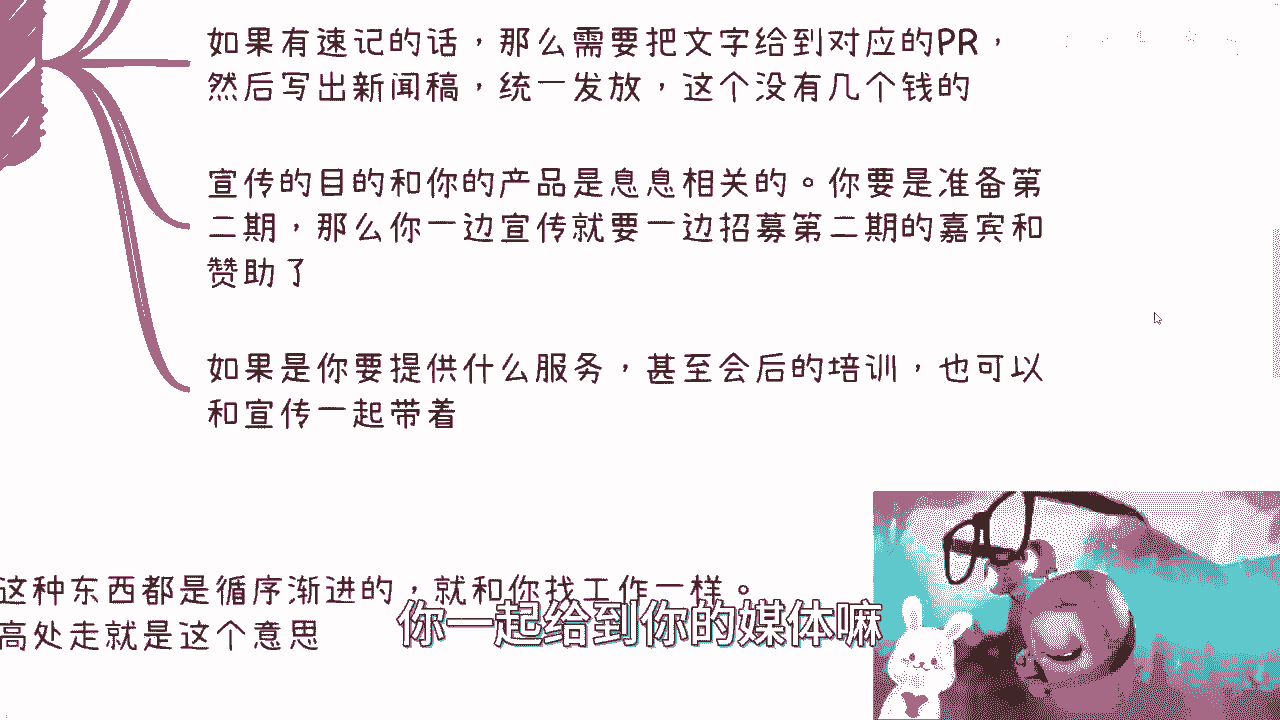 如果有速记的话，那么需要把文字给到对应的PR，
然后写出新闻稿，统一发放，这个没有几个钱的
宣传的目的和你的产品是息息相关的。你要是准备第
二期，那么你一边宣传就要一边招募第二期的嘉宾和
赞助了
如果是你要提供什么服务，甚至会后的培训，也可以
和宣传一起带着
这种东西都是循序渐进的，就和你找工作一样。
高处走就是这个意思
你一起给到你的媒体嘛